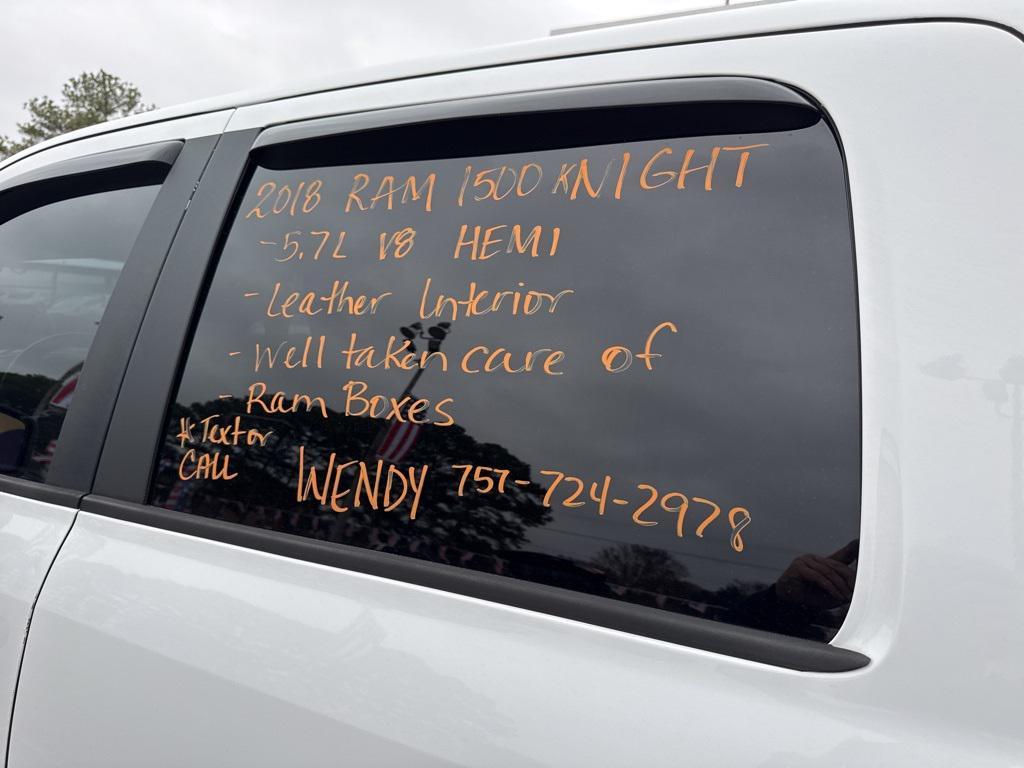 2018 RAM 1500 KNIGHT
-5.7L V8 HEMI
-Leather Interior
-Well taken care of
-Ram Boxes
* Text or
CALL
WENDY 757-724-2978